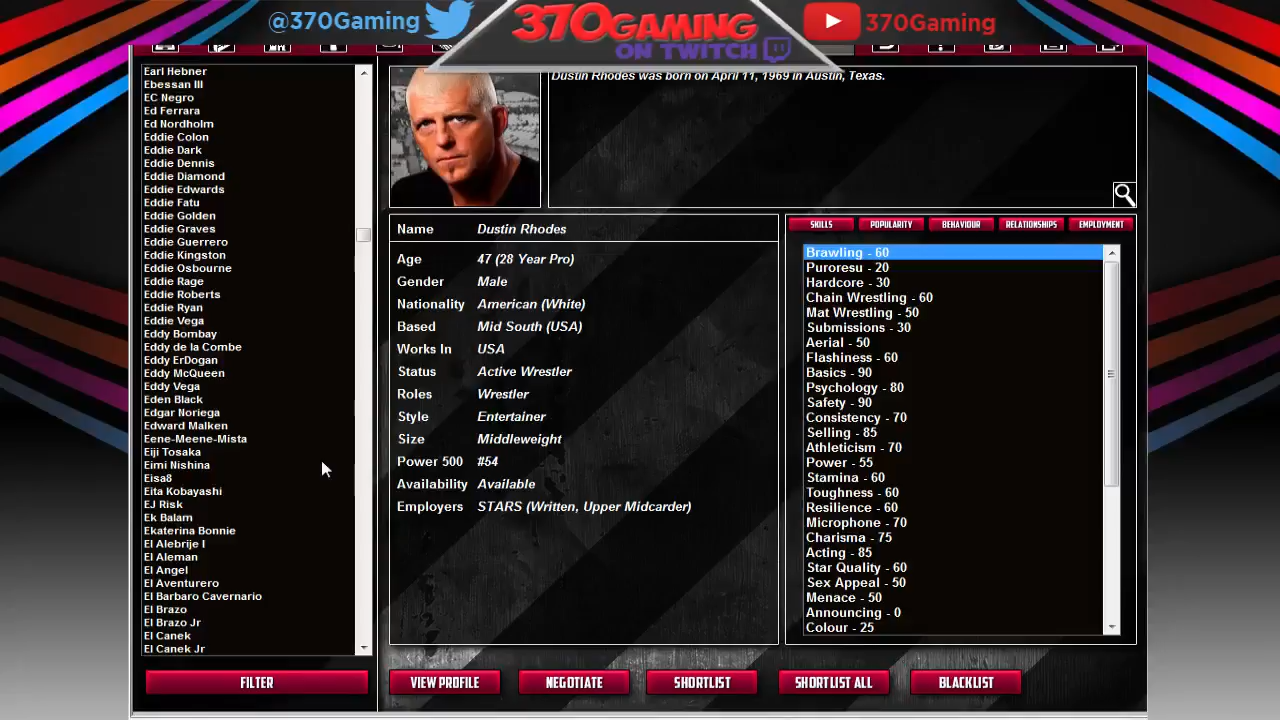 @370Gaming
370GAMING
ON TWITCH
370Gaming
Earl Hebner
Ebessan III
EC Negro
Ed Ferrara
Ed Nordholm
Eddie Colon
Eddie Dark
Eddie Dennis
Eddie Diamond
Eddie Edwards
Eddie Fatu
Eddie Golden
Eddie Graves
Eddie Guerrero
Eddie Kingston
Eddie Osbourne
Eddie Rage
Eddie Roberts
Eddie Ryan
Eddie Vega
Eddy Bombay
Eddy de la Combe
Eddy ErDogan
Eddy McQueen
Eddy Vega
Eden Black
Edgar Noriega
Edward Malken
Eene-Meene-Mista
Eiji Tosaka
Eimi Nishina
Eisa8
Eita Kobayashi
EJ Risk
Ek Balam
Ekaterina Bonnie
El Alebrije I
El Aleman
El Angel
El Aventurero
El Barbaro Cavernario
El Brazo
El Brazo Jr
El Canek
El Canek Jr
FILTER
Dustin Rhodes was born on April 11, 1969 in Austin, Texas.
Name Dustin Rhodes
Age 47 (28 Year Pro)
Gender Male
Nationality American (White)
Based Mid South (USA)
Works In USA
Status Active Wrestler
Roles Wrestler
Style Entertainer
Size Middleweight
Power 500 #54
Availability Available
Employers STARS (Written, Upper Midcarder)
SKILLS POPULARITY BEHAVIOUR RELATIONSHIPS EMPLOYMENT
Brawling - 60
Puroresu - 20
Hardcore - 30
Chain Wrestling - 60
Mat Wrestling - 50
Submissions - 30
Aerial - 50
Flashiness - 60
Basics - 90
Psychology - 80
Safety - 90
Consistency - 70
Selling - 85
Athleticism - 70
Power - 55
Stamina - 60
Toughness - 60
Resilience - 60
Microphone - 70
Charisma - 75
Acting - 85
Star Quality - 60
Sex Appeal - 50
Menace - 50
Announcing - 0
Colour - 25
VIEW PROFILE NEGOTIATE SHORTLIST SHORTLIST ALL BLACKLIST